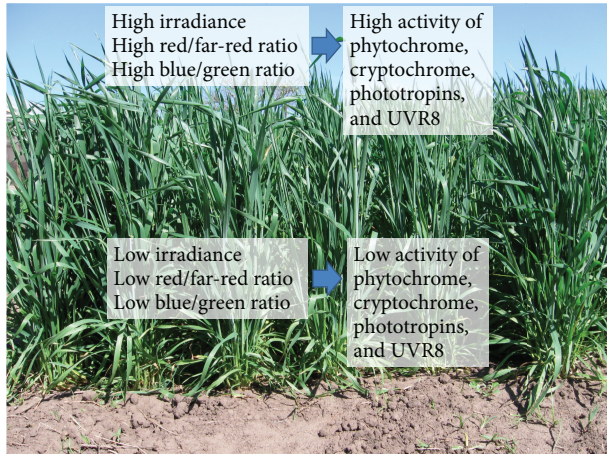 High irradiance
High red/far-red ratio
High blue/green ratio
High activity of
phytochrome,
cryptochrome,
phototropins,
and UVR8
Low irradiance
Low red/far-red ratio
Low blue/green ratio
Low activity of
phytochrome,
cryptochrome,
phototropins,
and UVR8